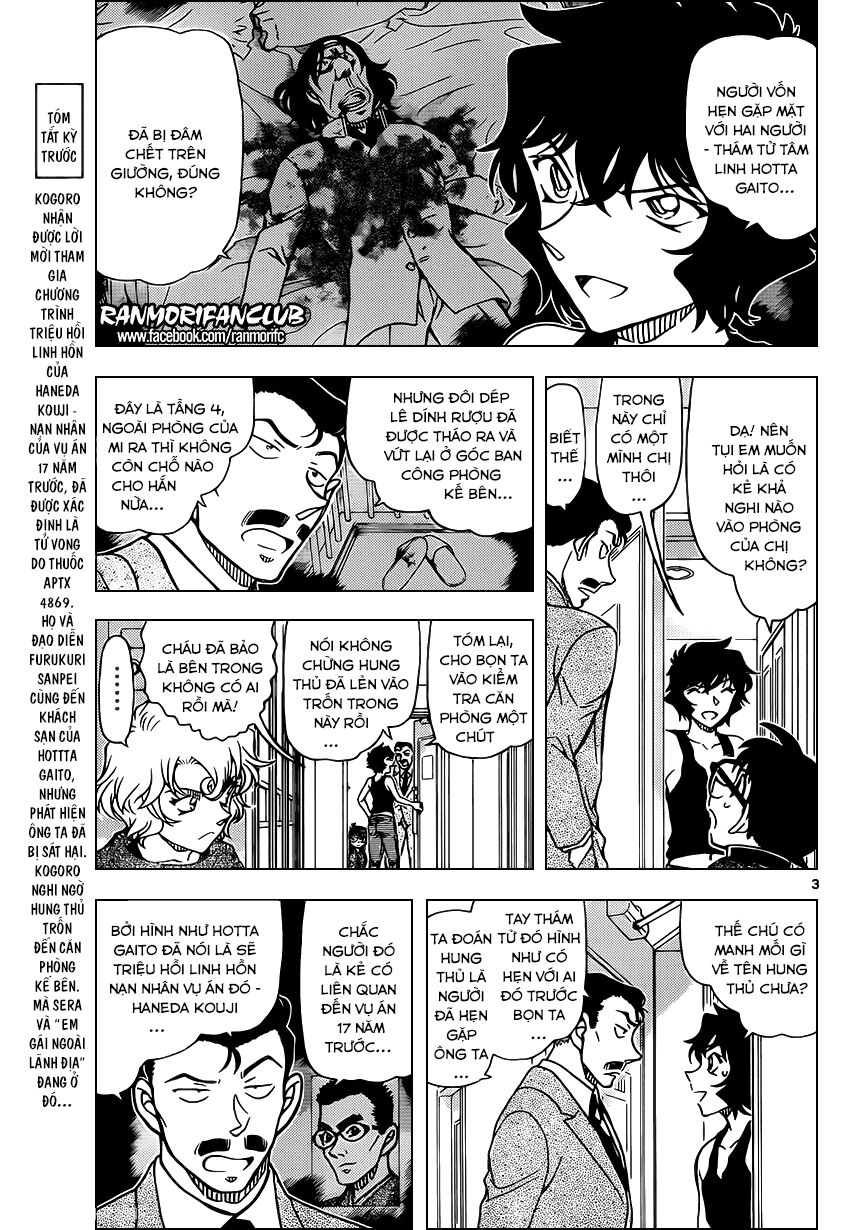 NGƯỜI VỐN
HẸN GẶP MẶT
VỚI HAI NGƯỜI
- THÁM TỬ TÂM
LINH HOTTA
GAITO...
ĐÃ BỊ ĐÂM
CHẾT TRÊN
GIƯỜNG, ĐÚNG
KHÔNG?
RANMORIFANCLUB
www.facebook.com/ranmorifc
TÓM
TẮT KỲ
TRƯỚC
KOGORO
NHẬN
ĐƯỢC LỜI
MỜI THAM
GIA
CHƯƠNG
TRÌNH
TRIỆU HỒI
LINH HỒN
CỦA
HANEDA
KOUJI -
NẠN NHÂN
CỦA VỤ ÁN
17 NĂM
TRƯỚC, ĐÃ
ĐƯỢC XÁC
ĐỊNH LÀ
TỬ VONG
DO THUỐC
APTX
4869.
HỌ VÀ
ĐẠO DIỄN
FURUKURI
SANPEI
CÙNG ĐẾN
KHÁCH
SẠN CỦA
HOTTTA
GAITO,
NHƯNG
PHÁT HIỆN
ÔNG TA ĐÃ
BỊ SÁT HẠI.
KOGORO
NGHI NGỜ
HUNG THỦ
TRỐN
ĐẾN CĂN
PHÒNG
KẾ BÊN.
MÀ SERA
VÀ "EM
GÁI NGOÀI
LÃNH ĐỊA"
ĐANG Ở
ĐÓ...
DẠ! NÊN
TỤI EM MUỐN
HỎI LÀ CÓ
KẺ KHẢ
NGHI NÀO
VÀO PHÒNG
CỦA CHỊ
KHÔNG?
TRONG
NÀY CHỈ
CÓ MỘT
MÌNH CHỊ
THÔI
...
BIẾT
THẾ
...
NHƯNG ĐÔI DÉP
LÊ DÍNH RƯỢU ĐÃ
ĐƯỢC THÁO RA VÀ
VỨT LẠI Ở GÓC BAN
CÔNG PHÒNG
KẾ BÊN...
ĐÂY LÀ TẦNG 4,
NGOÀI PHÒNG CỦA
MI RA THÌ KHÔNG
CÒN CHỖ NÀO
CHO HẮN
NỮA...
TÓM LẠI,
CHO BỌN TA
VÀO KIỂM
TRA CĂN
PHÒNG MỘT
CHÚT
NÓI KHÔNG
CHỪNG HUNG
THỦ ĐÃ LẺN VÀO
TRỐN TRONG
NÀY RỒI
...
CHÁU ĐÃ BẢO
LÀ BÊN TRONG
KHÔNG CÓ AI
RỒI MÀ!
......
3
THẾ CHÚ CÓ
MANH MỐI GÌ
VỀ TÊN HUNG
THỦ CHƯA?
TAY THÁM
TỬ ĐÓ HÌNH
NHƯ CÓ
HẸN VỚI AI
ĐÓ TRƯỚC
BỌN TA
...
TA ĐOÁN
HUNG
THỦ LÀ
NGƯỜI
ĐÃ HẸN
GẶP
ÔNG TA
...
CHẮC
NGƯỜI ĐÓ
LÀ KẺ CÓ
LIÊN QUAN
ĐẾN VỤ ÁN
17 NĂM
TRƯỚC...
BỞI HÌNH NHƯ HOTTA
GAITO ĐÃ NÓI LÀ SẼ
TRIỆU HỒI LINH HỒN
NẠN NHÂN VỤ ÁN ĐÓ -
HANEDA KOUJI
...